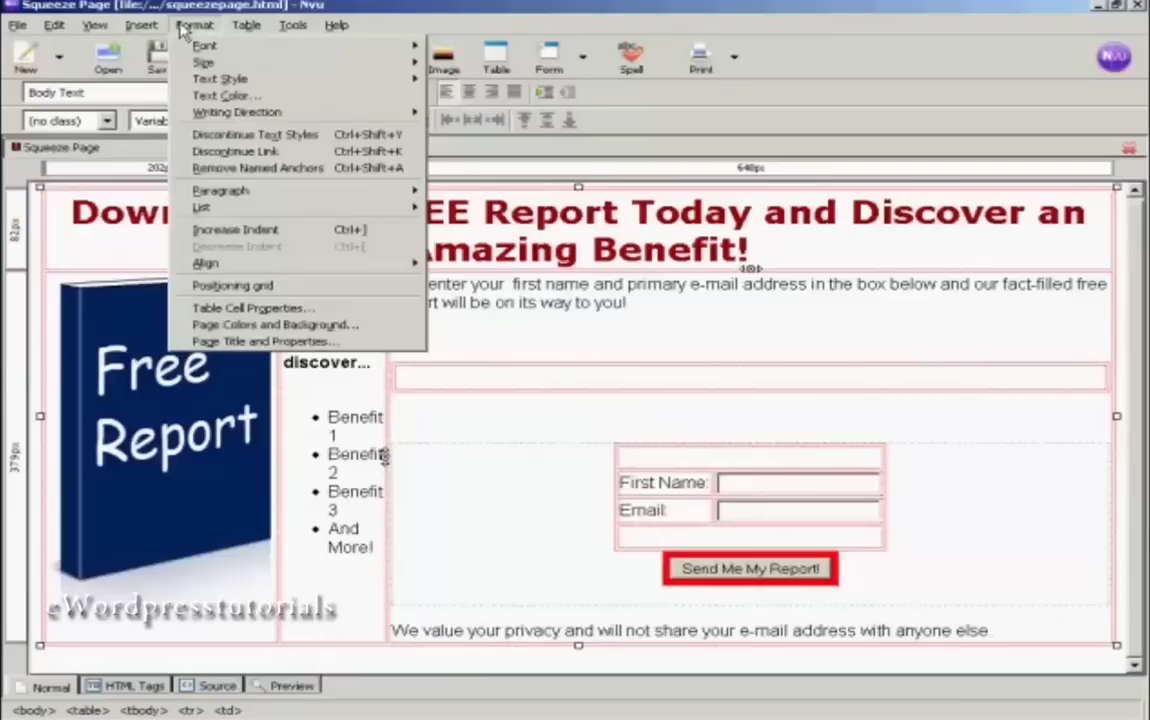 Squeeze Page [file:/.../squeezepage.html] - Nvu
File Edit View Insert Format Table Tools Help
New Open Image Table Form Spell Print NVU
Body Text
(no class)
Squeeze Page
202px 640px
Font
Size
Text Style
Text Color...
Writing Direction
Discontinue Text Styles Ctrl+Shift+Y
Discontinue Link Ctrl+Shift+K
Remove Named Anchors Ctrl+Shift+A
Paragraph
List
Increase Indent Ctrl+]
Decrease Indent Ctrl+[
Align
Positioning grid
Table Cell Properties...
Page Colors and Background...
Page Title and Properties...
82px
379px
EE Report Today and Discover an
Amazing Benefit!
enter your first name and primary e-mail address in the box below and our fact-filled free
rt will be on its way to you!
Free
Report
discover...
• Benefit
1
• Benefit
2
• Benefit
3
• And
More!
First Name:
Email:
Send Me My Report!
eWordpresstutorials
We value your privacy and will not share your e-mail address with anyone else.
Normal HTML Tags Source Preview
<body> <table> <tbody> <tr> <td>